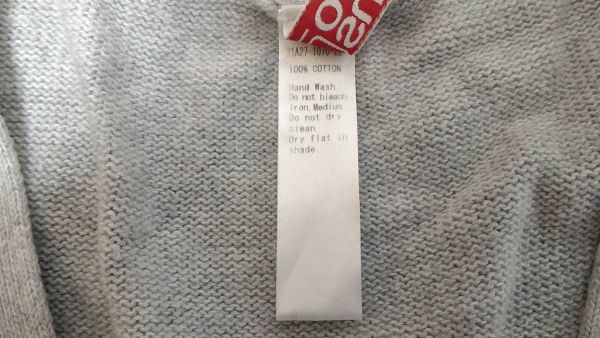 100% COTTON
Hand Wash
Do not bleach
Iron Medium
Do not dry
clean
Dry flat in
shade